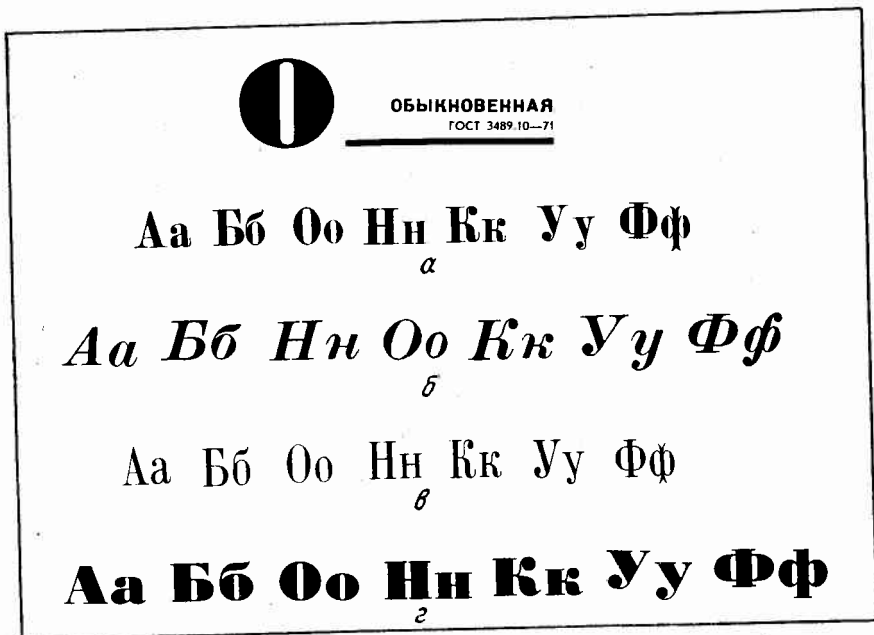 ОБЫКНОВЕННАЯ
ГОСТ 3489.10—71
Аа Бб Оо Нн Кк Уу Фф
а
Аа Бб Нн Оо Кк Уу Фф
б
Аа Бб Оо Нн Кк Уу Фф
в
Аа Бб Оо Нн Кк Уу Фф
г